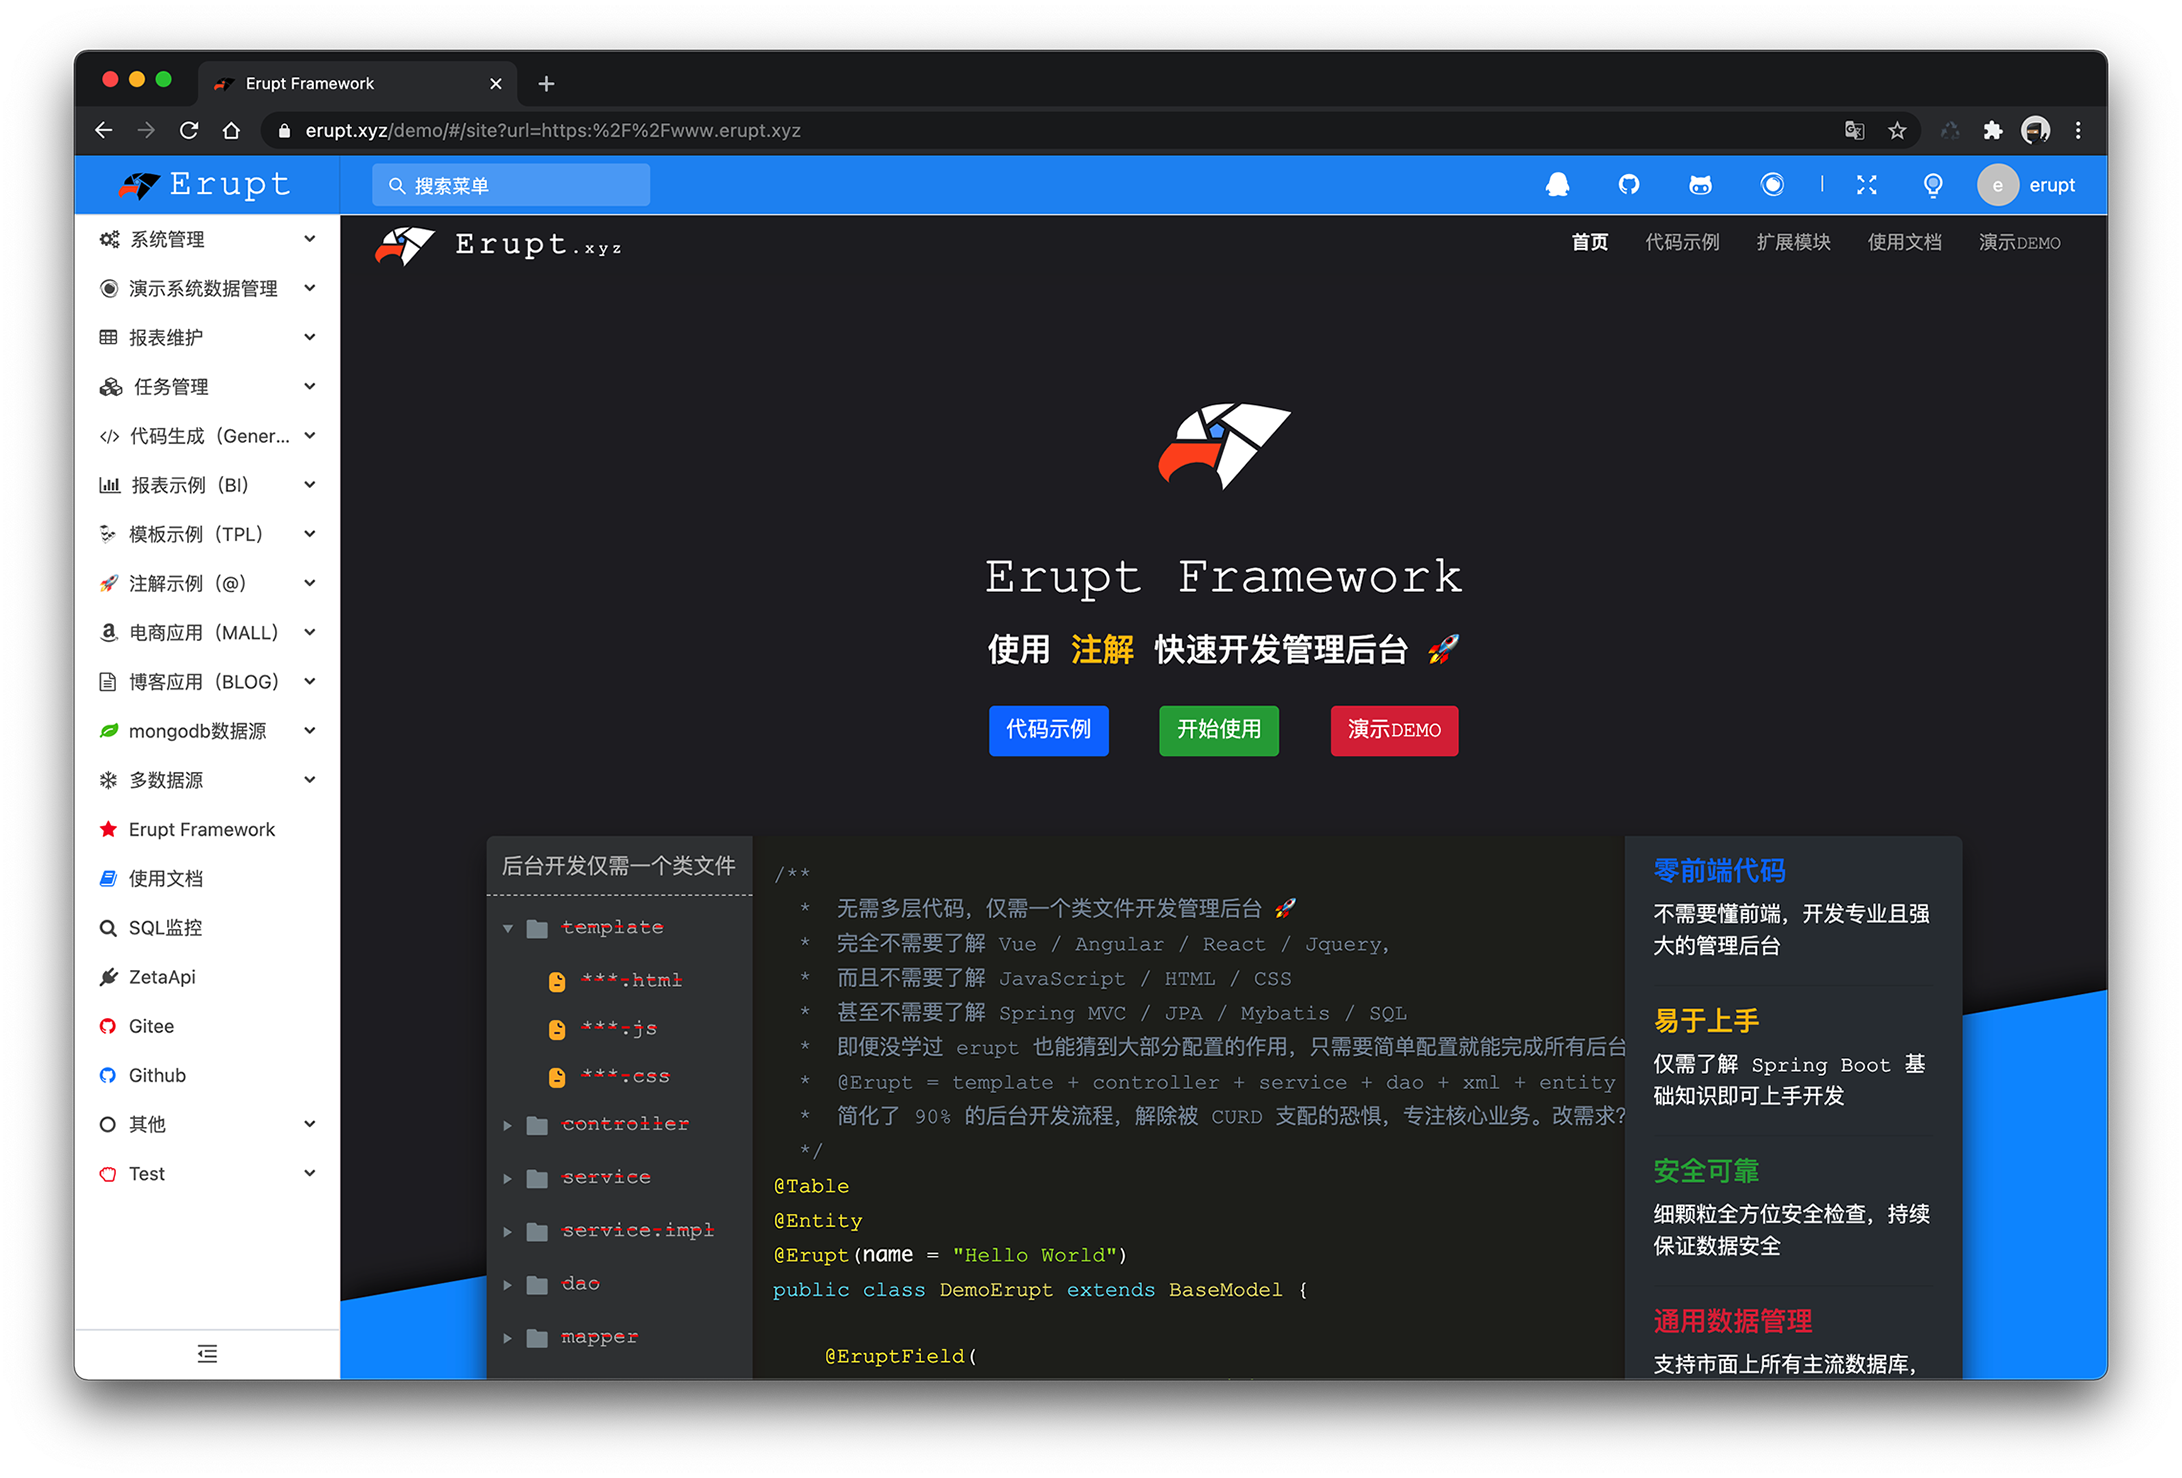 Erupt Framework
erupt.xyz/demo/#/site?url=https:%2F%2Fwww.erupt.xyz
Erupt
搜索菜单
e
erupt
系统管理
演示系统数据管理
报表维护
任务管理
代码生成（Gener...
报表示例（BI）
模板示例（TPL）
注解示例（@）
电商应用（MALL）
博客应用（BLOG）
mongodb数据源
多数据源
Erupt Framework
使用文档
SQL监控
ZetaApi
Gitee
Github
其他
Test
Erupt.xyz
首页
代码示例
扩展模块
使用文档
演示DEMO
Erupt Framework
使用 注解 快速开发管理后台 🚀
代码示例
开始使用
演示DEMO
后台开发仅需一个类文件
template
***.html
***.js
***.css
controller
service
service.impl
dao
mapper
/**
* 无需多层代码，仅需一个类文件开发管理后台 🚀
* 完全不需要了解 Vue / Angular / React / Jquery，
* 而且不需要了解 JavaScript / HTML / CSS
* 甚至不需要了解 Spring MVC / JPA / Mybatis / SQL
* 即便没学过 erupt 也能猜到大部分配置的作用，只需要简单配置就能完成所有后台
* @Erupt = template + controller + service + dao + xml + entity
* 简化了 90% 的后台开发流程，解除被 CURD 支配的恐惧，专注核心业务。改需求?
*/
@Table
@Entity
@Erupt(name = "Hello World")
public class DemoErupt extends BaseModel {
@EruptField(
零前端代码
不需要懂前端，开发专业且强
大的管理后台
易于上手
仅需了解 Spring Boot 基
础知识即可上手开发
安全可靠
细颗粒全方位安全检查，持续
保证数据安全
通用数据管理
支持市面上所有主流数据库，